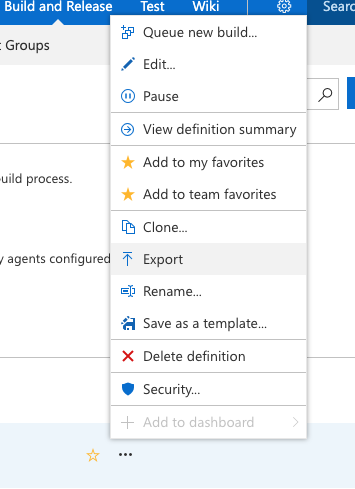 Build and Release Test Wiki Searc
t Groups
Queue new build...
Edit...
Pause
View definition summary
Add to my favorites
uild process.
Add to team favorites
Clone...
y agents configured
Export
Rename...
Save as a template...
Delete definition
Security...
Add to dashboard